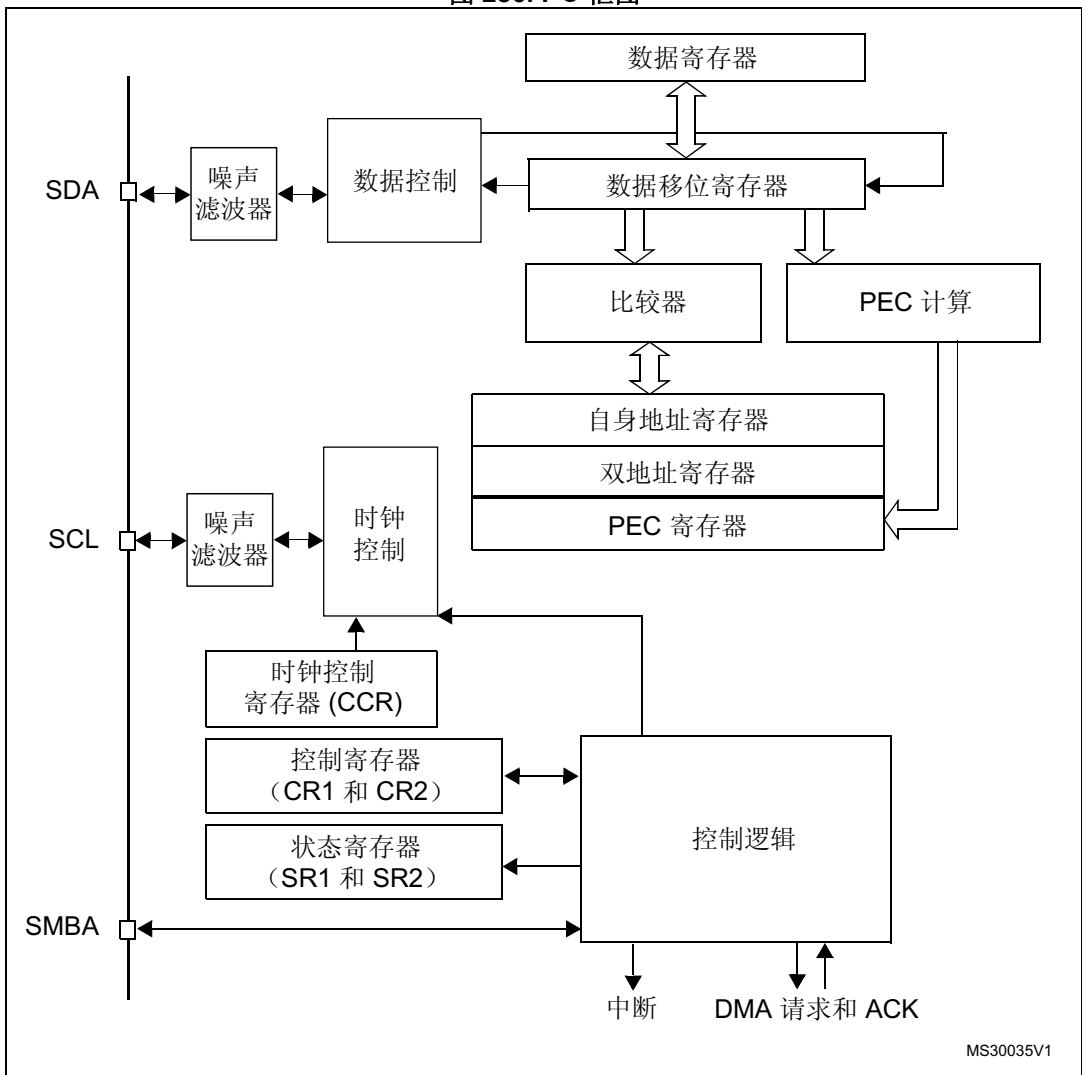 数据寄存器
SDA
噪声
滤波器
数据控制
数据移位寄存器
比较器
PEC 计算
自身地址寄存器
双地址寄存器
PEC 寄存器
SCL
噪声
滤波器
时钟
控制
时钟控制
寄存器 (CCR)
控制寄存器
（CR1 和 CR2）
状态寄存器
（SR1 和 SR2）
控制逻辑
SMBA
中断
DMA 请求和 ACK
MS30035V1